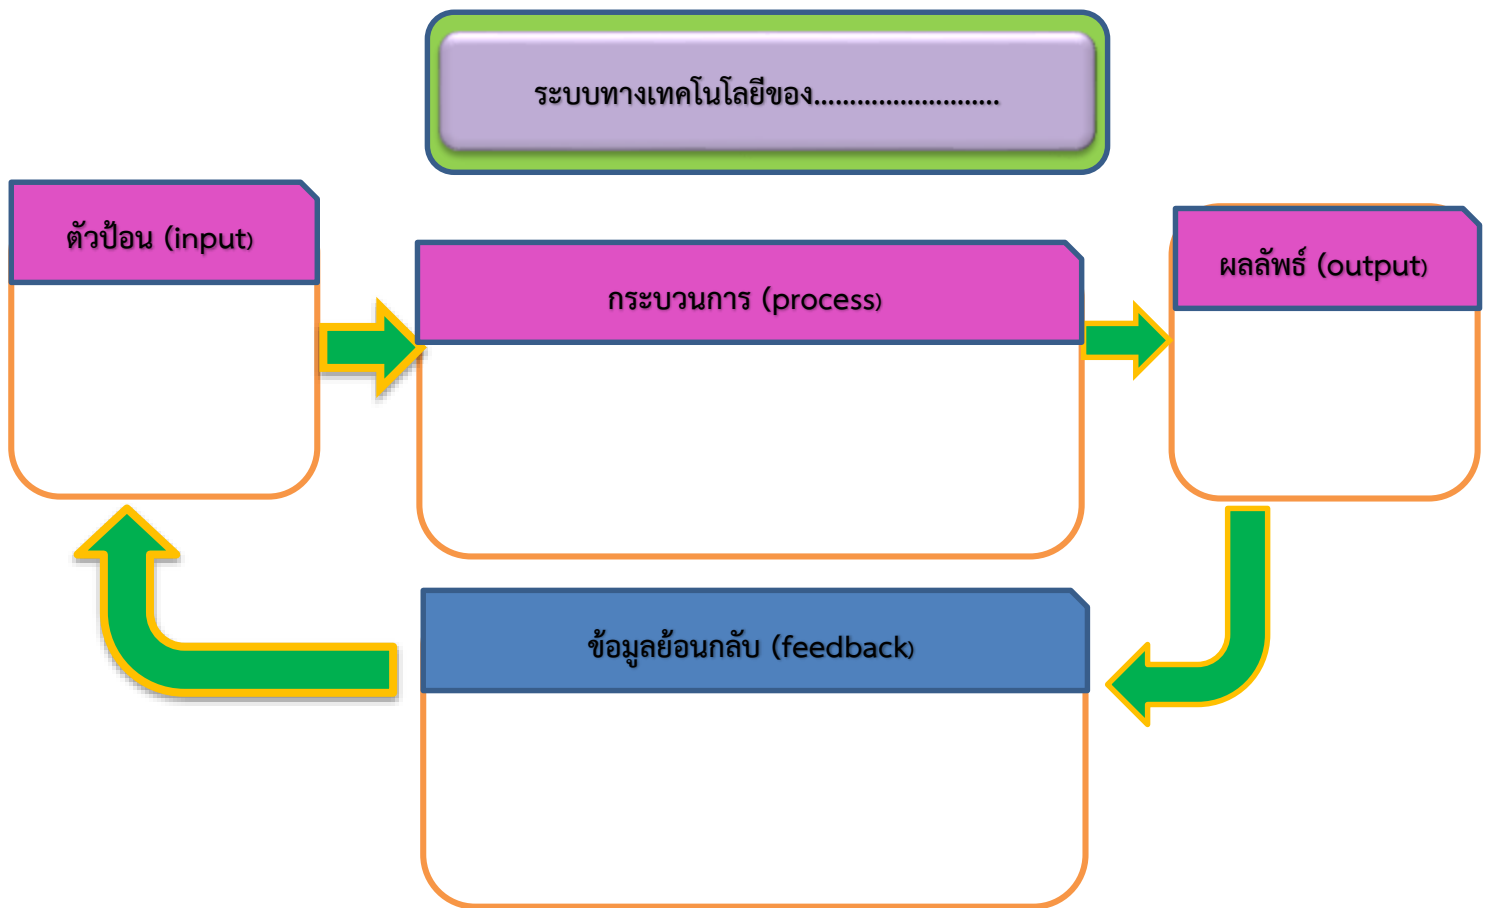 ระบบทางเทคโนโลยีของ..........................
ตัวป้อน (input)
กระบวนการ (process)
ผลลัพธ์ (output)
ข้อมูลย้อนกลับ (feedback)